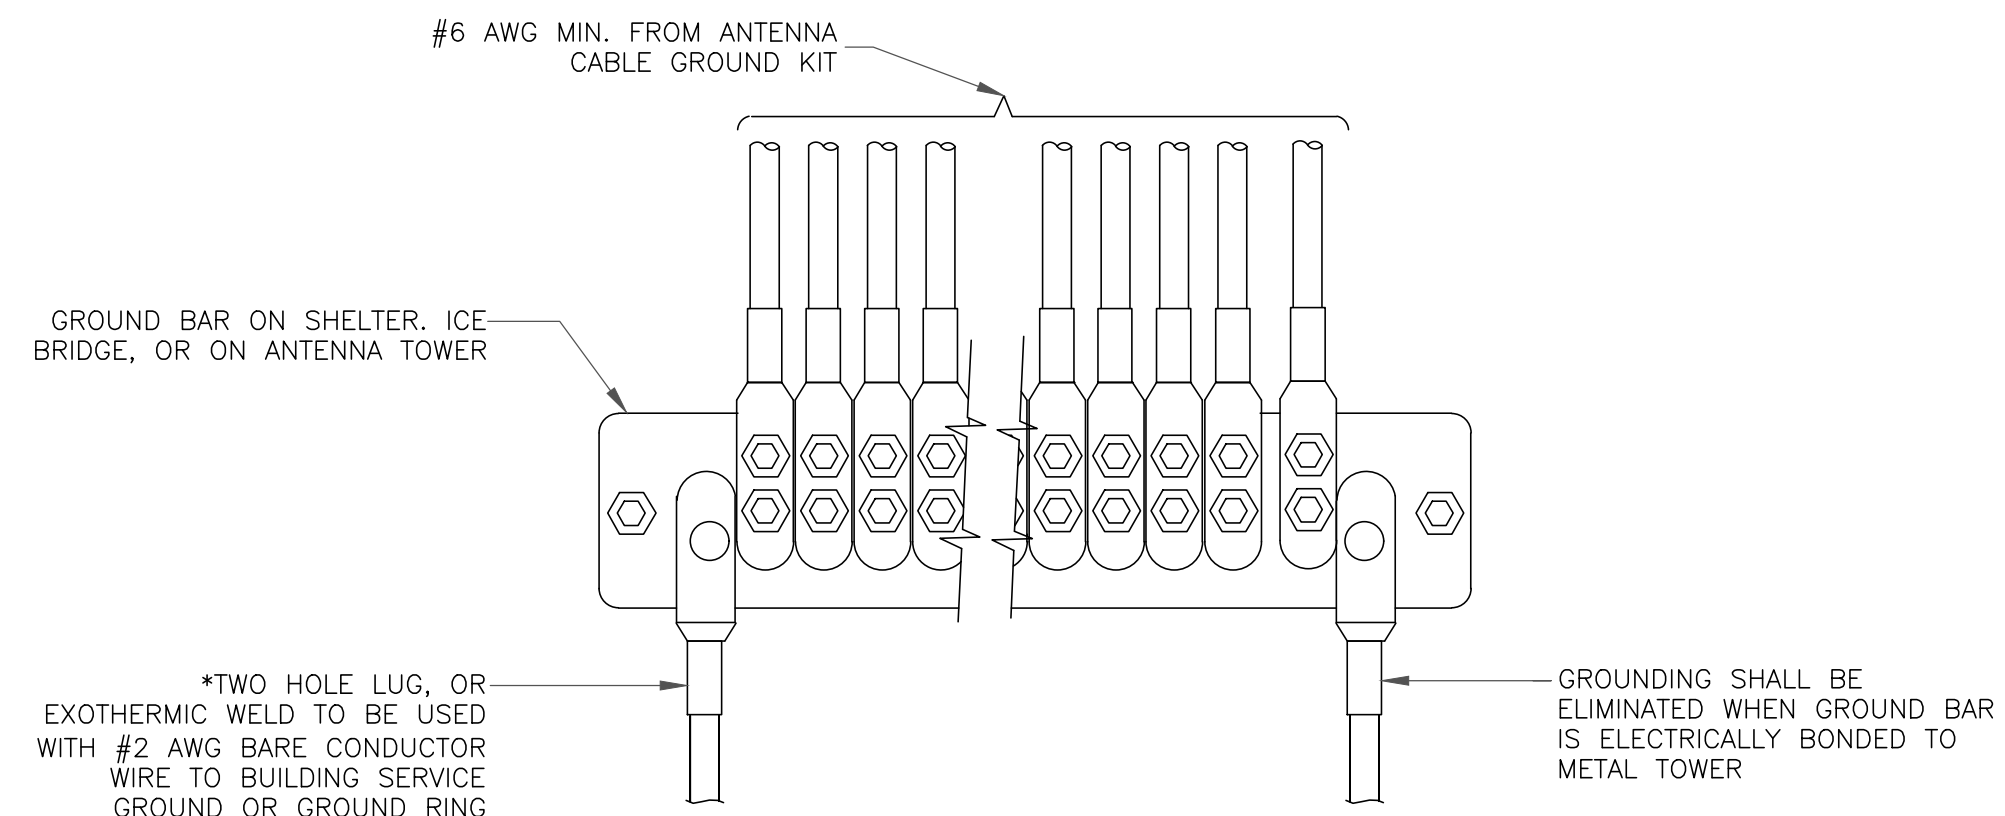 #6 AWG MIN. FROM ANTENNA
CABLE GROUND KIT
GROUND BAR ON SHELTER. ICE
BRIDGE, OR ON ANTENNA TOWER
*TWO HOLE LUG, OR
EXOTHERMIC WELD TO BE USED
WITH #2 AWG BARE CONDUCTOR
WIRE TO BUILDING SERVICE
GROUND OR GROUND RING
GROUNDING SHALL BE
ELIMINATED WHEN GROUND BAR
IS ELECTRICALLY BONDED TO
METAL TOWER